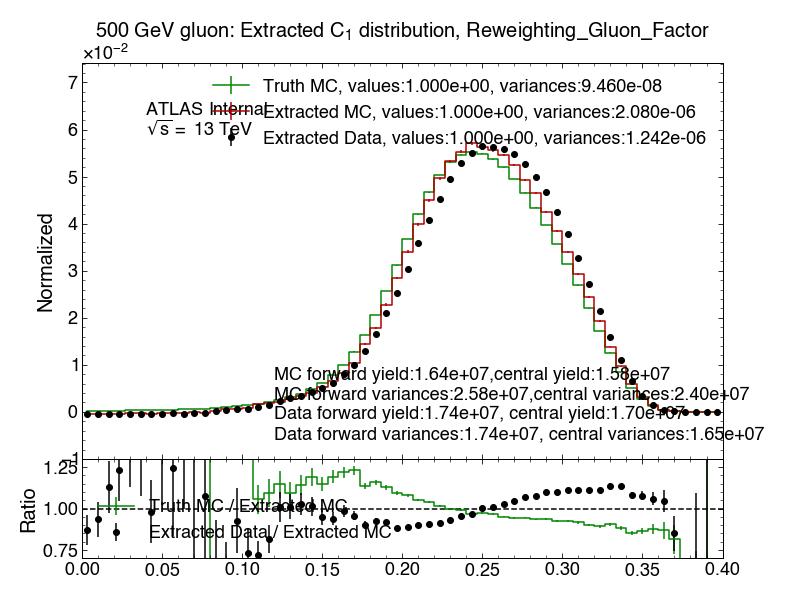 500 GeV gluon: Extracted C₁ distribution, Reweighting_Gluon_Factor
×10⁻²
Truth MC, values:1.000e+00, variances:9.460e-08
ATLAS Internal
Extracted MC, values:1.000e+00, variances:2.080e-06
√s = 13 TeV
Extracted Data, values:1.000e+00, variances:1.242e-06
7
6
5
4
3
2
1
0
Normalized
MC forward yield:1.64e+07,central yield:1.58e+07
MC forward variances:2.58e+07,central variances:2.40e+07
Data forward yield:1.74e+07, central yield:1.70e+07
Data forward variances:1.74e+07, central variances:1.65e+07
1.25
1.00
0.75
Ratio
Truth MC / Extracted MC
Extracted Data / Extracted MC
0.00 0.05 0.10 0.15 0.20 0.25 0.30 0.35 0.40